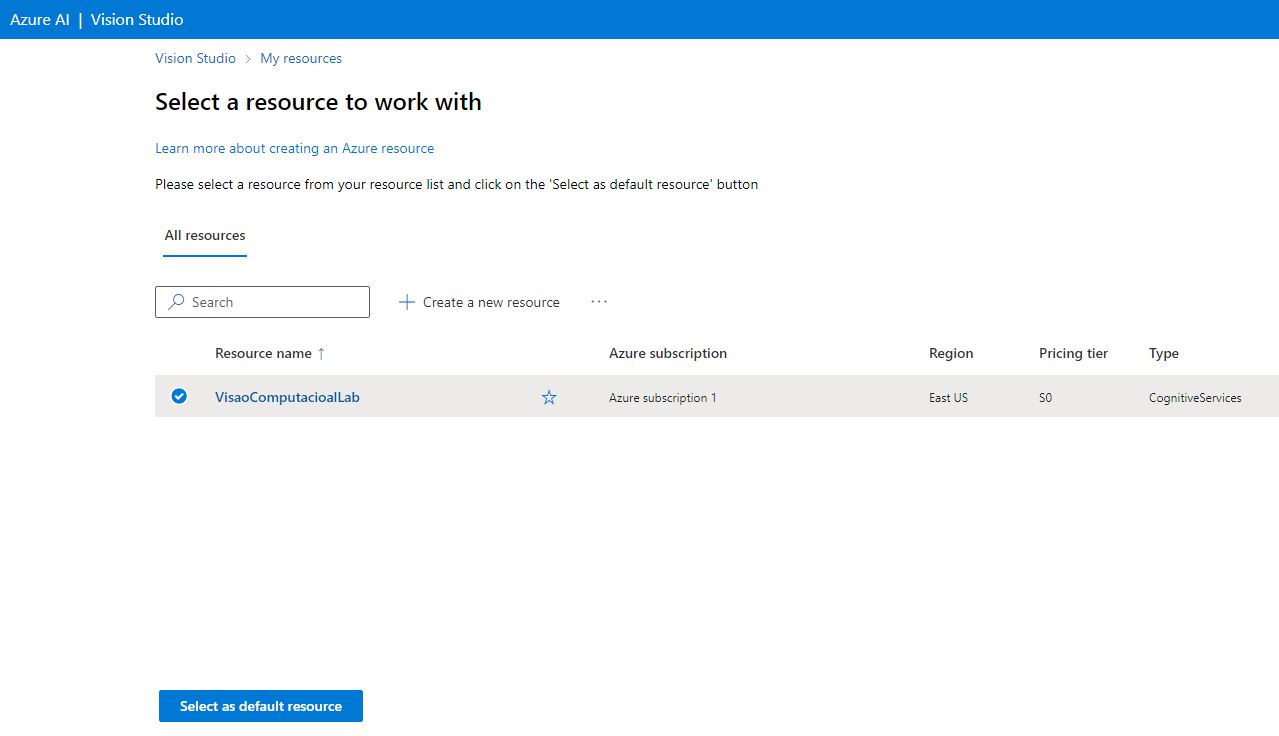 Azure AI | Vision Studio
Vision Studio > My resources
Select a resource to work with
Learn more about creating an Azure resource
Please select a resource from your resource list and click on the 'Select as default resource' button
All resources
Search + Create a new resource ...
Resource name ↑ Azure subscription Region Pricing tier Type
VisaoComputacioalLab Azure subscription 1 East US S0 CognitiveServices
Select as default resource